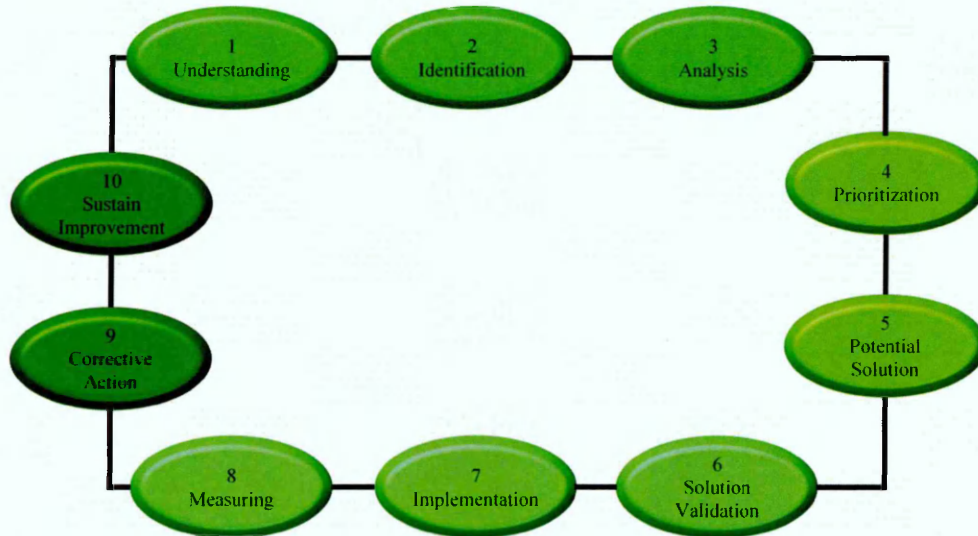 1
Understanding
2
Identification
3
Analysis
4
Prioritization
5
Potential
Solution
6
Solution
Validation
7
Implementation
8
Measuring
9
Corrective
Action
10
Sustain
Improvement